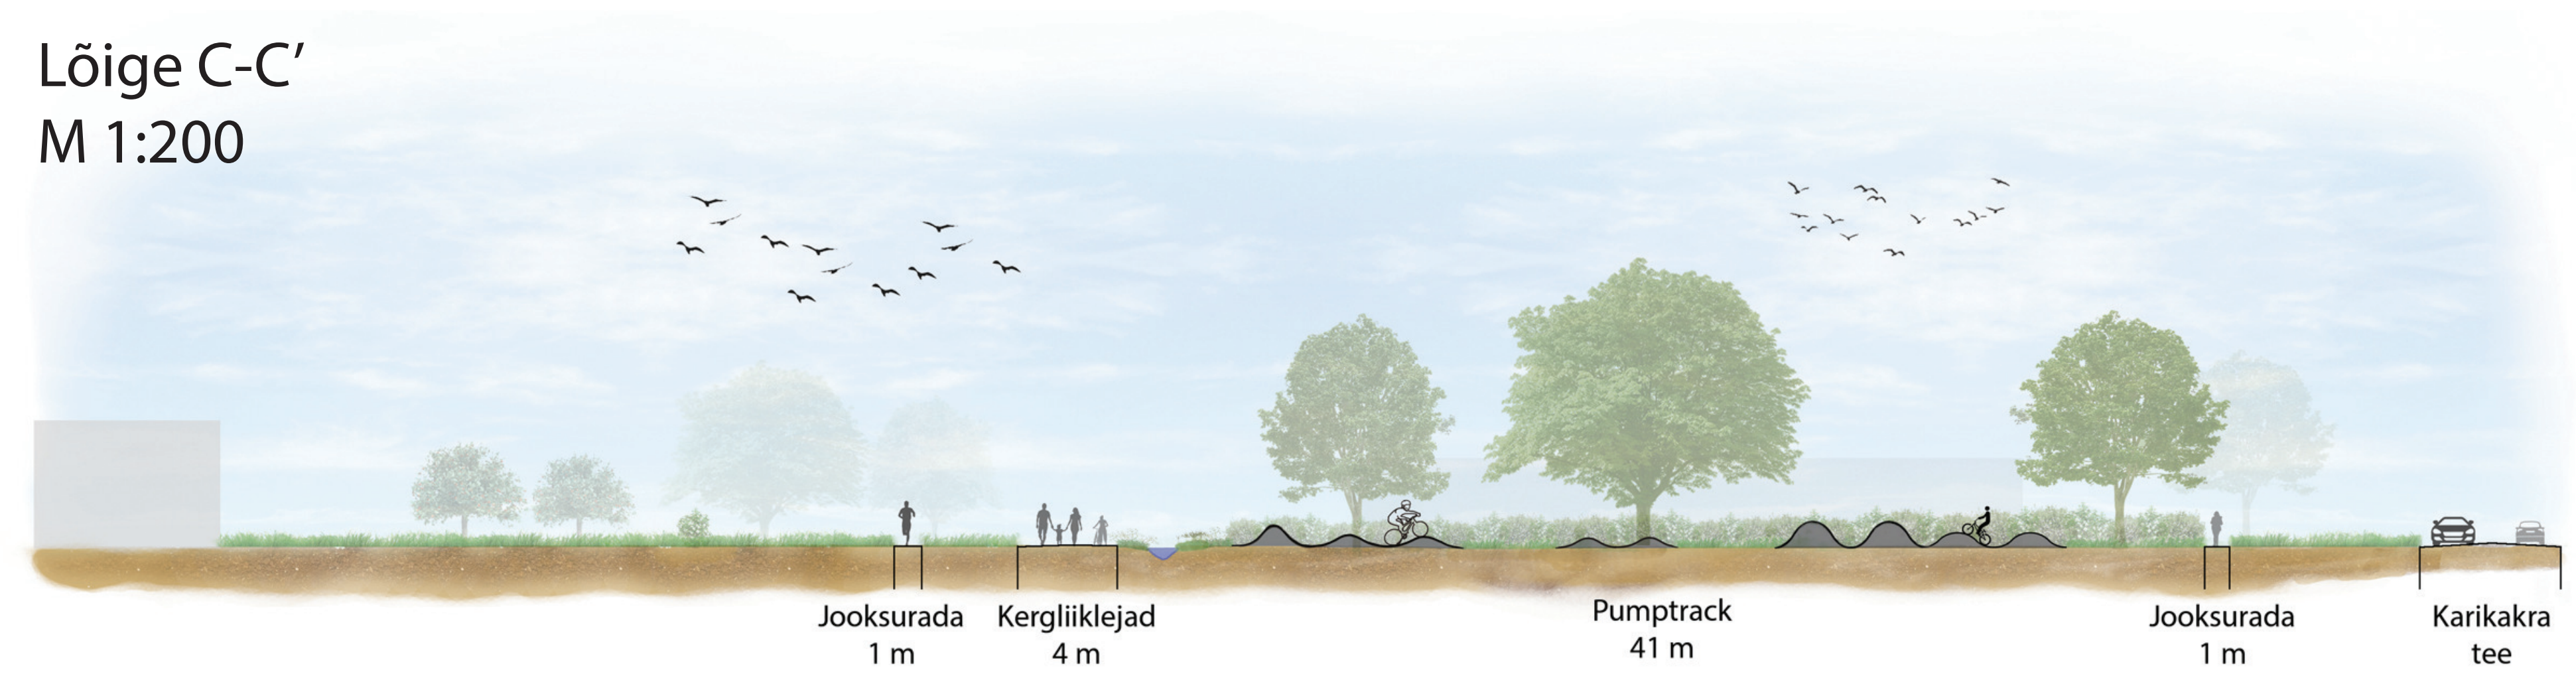 Lõige C-C’
M 1:200
Jooksurada
1 m
Kergliiklejad
4 m
Pumptrack
41 m
Jooksurada
1 m
Karikakra
tee